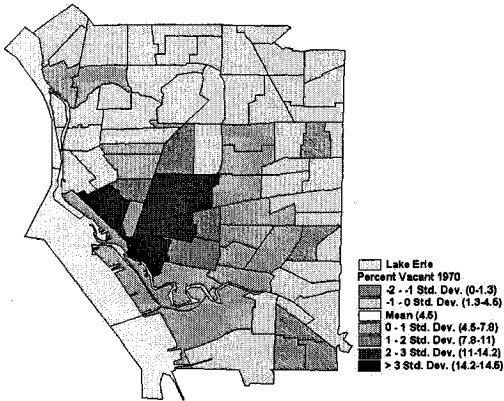 Lake Erie
Percent Vacant 1970
-2 - -1 Std. Dev. (0-1.3)
-1 - 0 Std. Dev. (1.3-4.5)
Mean (4.5)
0 - 1 Std. Dev. (4.5-7.8)
1 - 2 Std. Dev. (7.8-11)
2 - 3 Std. Dev. (11-14.2)
> 3 Std. Dev. (14.2-14.5)